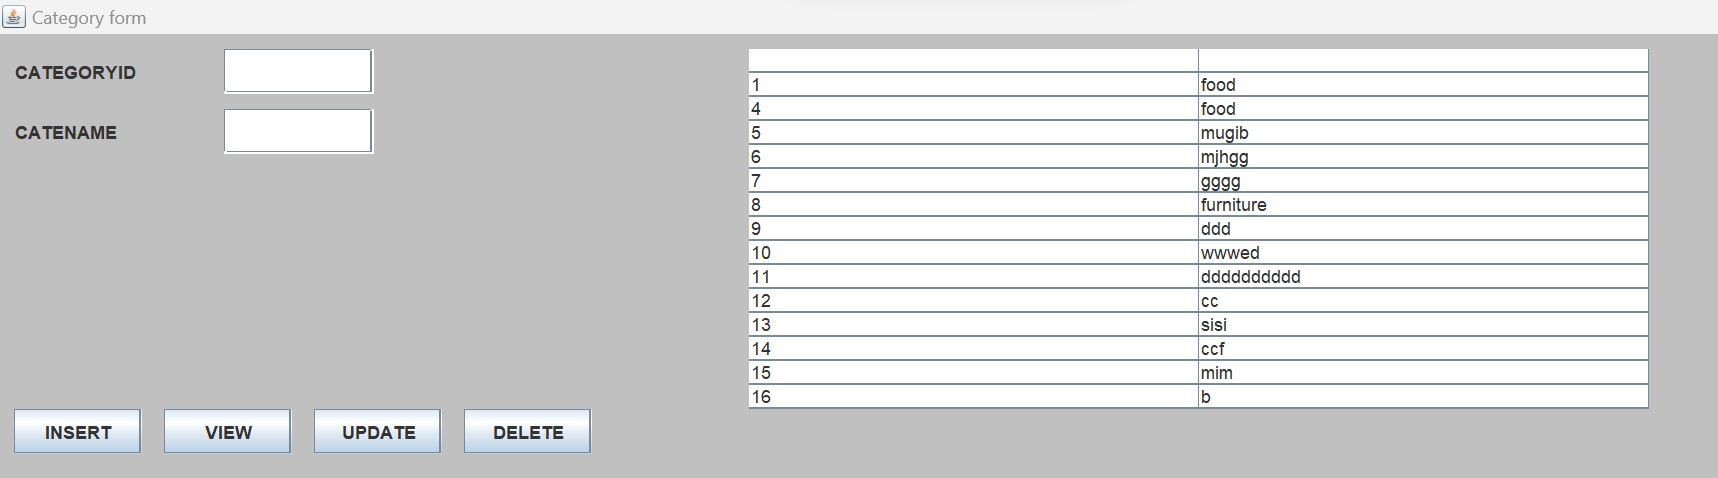 Category form
CATEGORYID
CATENAME
1 food
4 food
5 mugib
6 mjhgg
7 gggg
8 furniture
9 ddd
10 wwwed
11 dddddddddd
12 cc
13 sisi
14 ccf
15 mim
16 b
INSERT VIEW UPDATE DELETE